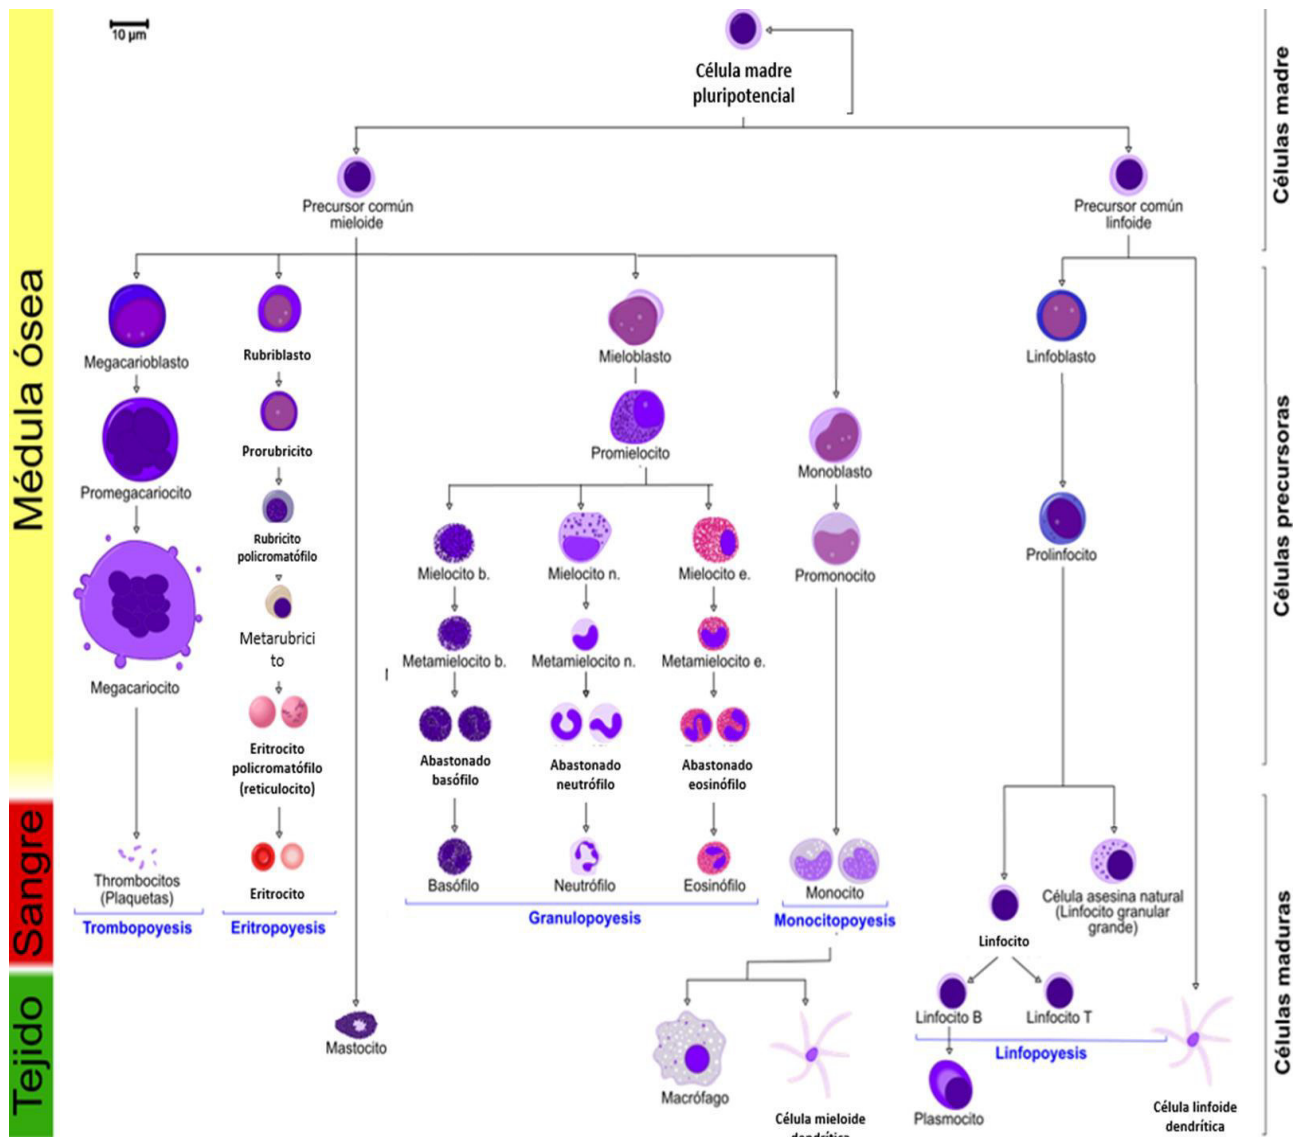 10 µm
Célula madre
pluripotencial
Precursor común
mieloide
Precursor común
linfoide
Megacarioblasto
Rubriblasto
Mieloblasto
Linfoblasto
Prorubricito
Promielocito
Monoblasto
Promegacariocito
Rubricito
policromatófilo
Mielocito b.
Mielocito n.
Mielocito e.
Promonocito
Prolinfocito
Metarubrici
to
Metamielocito b.
Metamielocito n.
Metamielocito e.
Megacariocito
Eritrocito
policromatófilo
(reticulocito)
Abastonado
basófilo
Abastonado
neutrófilo
Abastonado
eosinófilo
Thrombocitos
(Plaquetas)
Eritrocito
Basófilo
Neutrófilo
Eosinófilo
Monocito
Célula asesina natural
(Linfocito granular
grande)
Trombopoyesis
Eritropoyesis
Granulopoyesis
Monocitopoyesis
Linfocito
Linfocito B
Linfocito T
Linfopoyesis
Mastocito
Macrófago
Célula mieloide
dendrítica
Plasmocito
Célula linfoide
dendrítica
Médula ósea
Sangre
Tejido
Células madre
Células precursoras
Células maduras